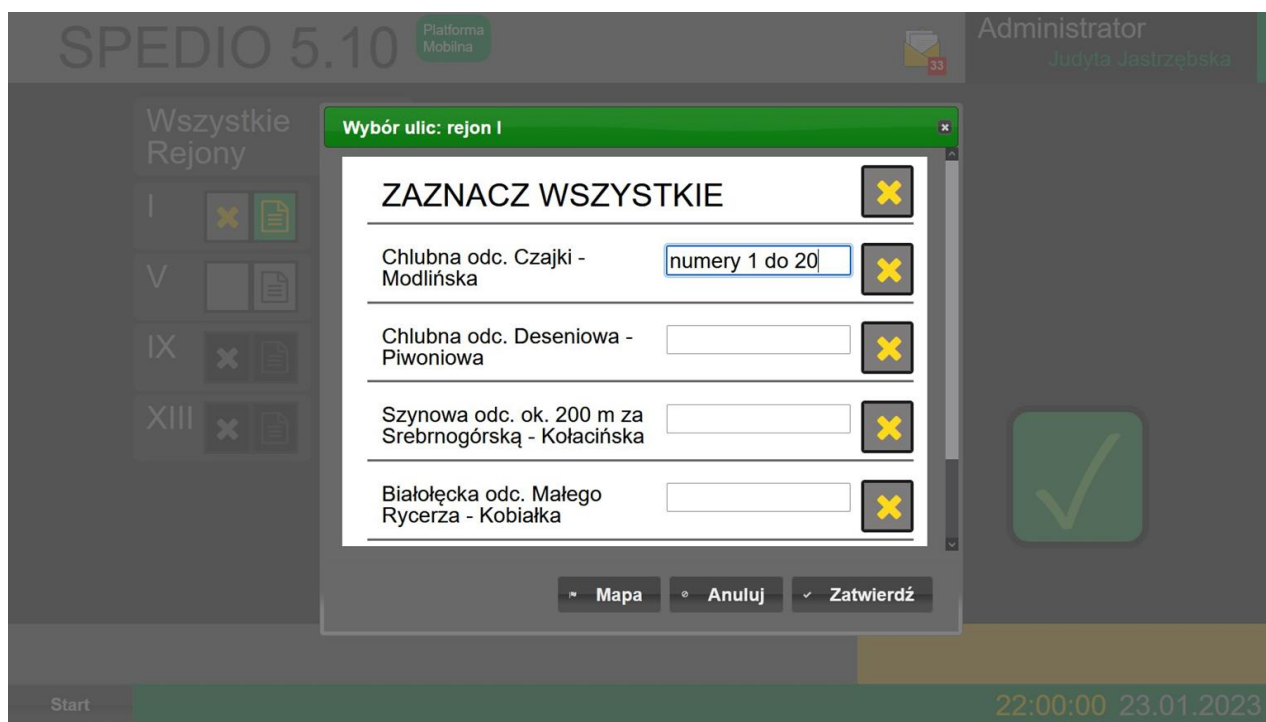 SPEDIO 5.10
Platforma
Mobilna
33
Administrator
Judyta Jastrzębska
Wszystkie
Rejony
I
V
IX
XIII
Wybór ulic: rejon I
ZAZNACZ WSZYSTKIE
Chlubna odc. Czajki -
Modlińska
numery 1 do 20
Chlubna odc. Deseniowa -
Piwoniowa
Szynowa odc. ok. 200 m za
Srebrnogórską - Kołacińska
Białołęcka odc. Małego
Rycerza - Kobiałka
Mapa
Anuluj
Zatwierdź
Start
22:00:00 23.01.2023